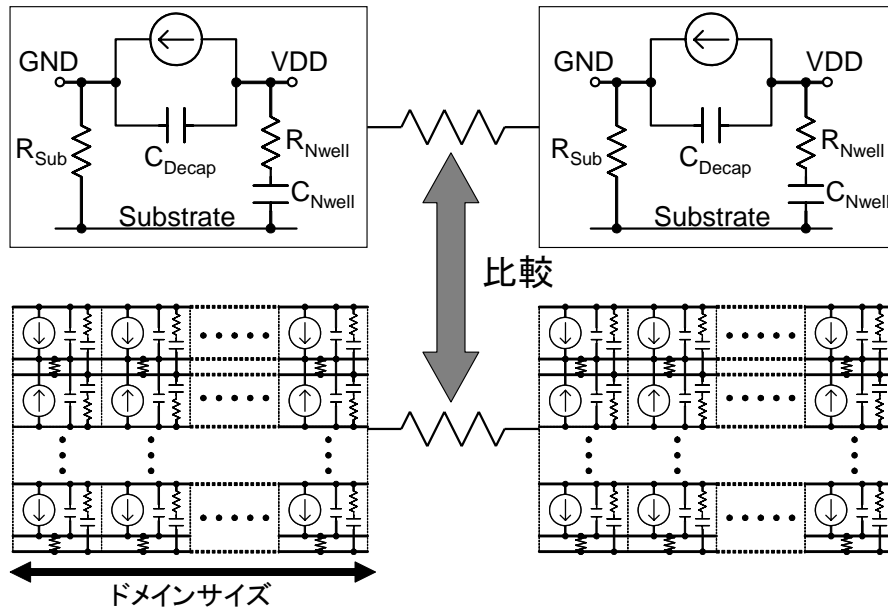 GND VDD
R_Sub C_Decap R_Nwell
C_Nwell
Substrate
GND VDD
R_Sub C_Decap R_Nwell
C_Nwell
Substrate
比較
ドメインサイズ